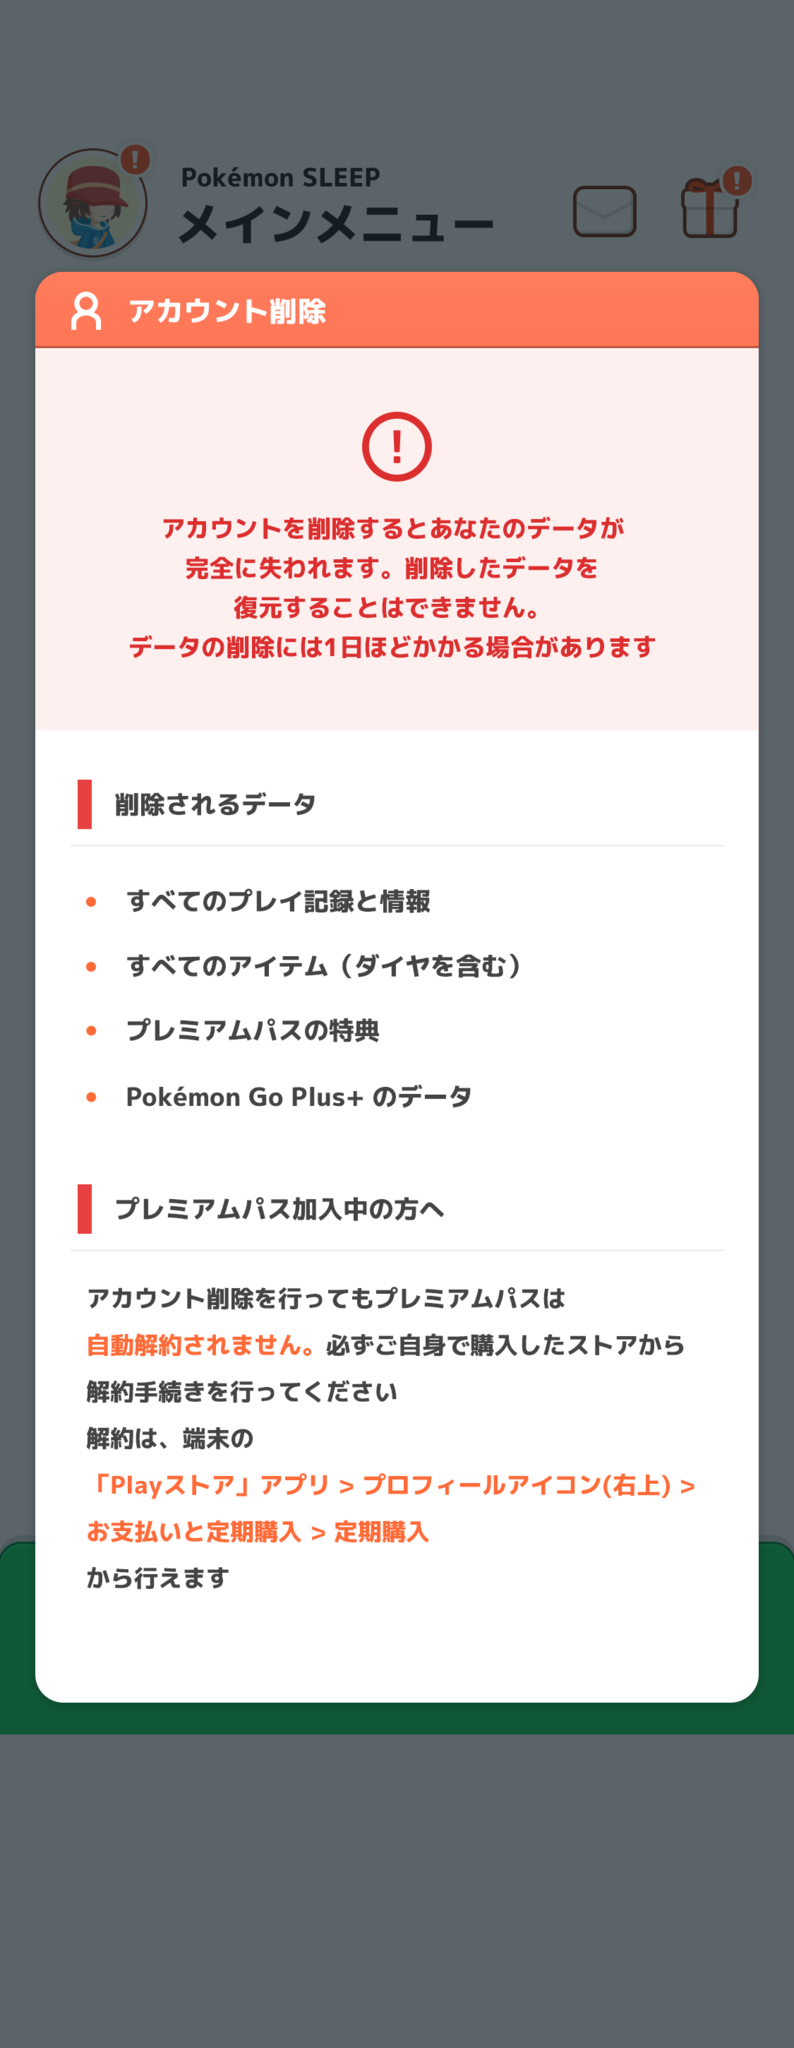 Pokémon SLEEP
メインメニュー
アカウント削除
アカウントを削除するとあなたのデータが
完全に失われます。削除したデータを
復元することはできません。
データの削除には1日ほどかかる場合があります
削除されるデータ
すべてのプレイ記録と情報
すべてのアイテム（ダイヤを含む）
プレミアムパスの特典
Pokémon Go Plus+ のデータ
プレミアムパス加入中の方へ
アカウント削除を行ってもプレミアムパスは
自動解約されません。必ずご自身で購入したストアから
解約手続きを行ってください
解約は、端末の
「Playストア」アプリ > プロフィールアイコン(右上) >
お支払いと定期購入 > 定期購入
から行えます